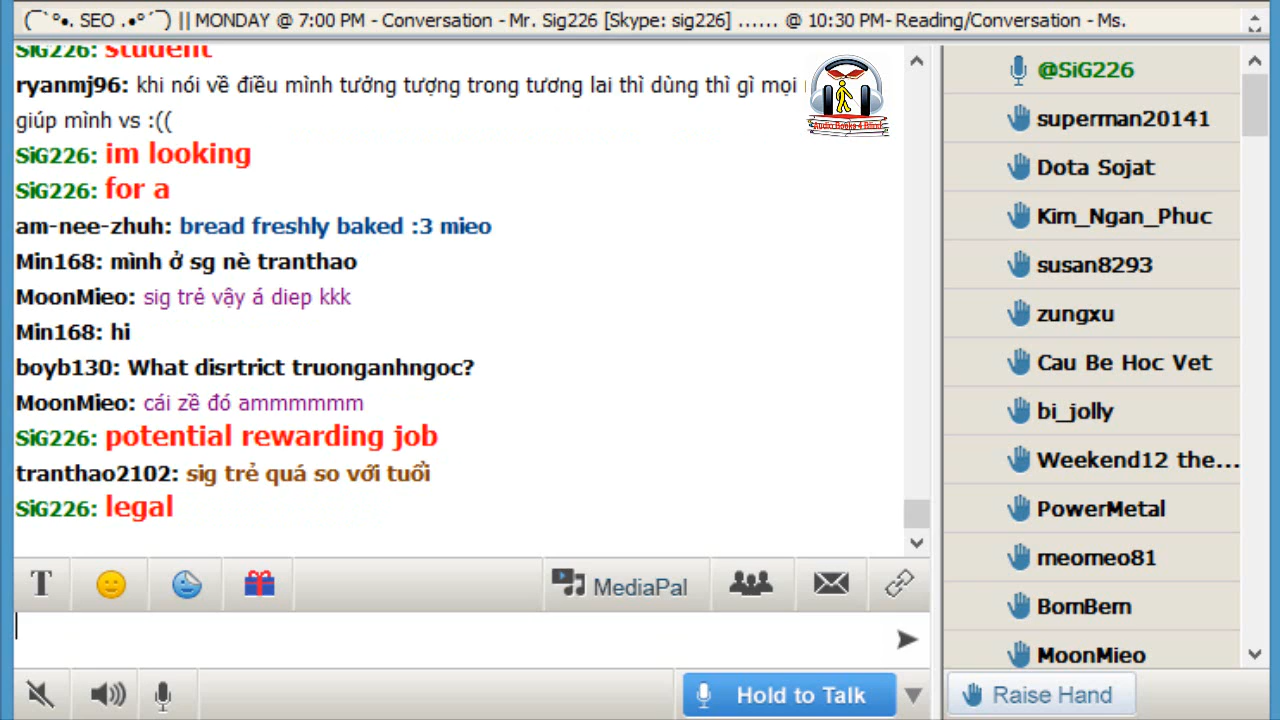 (¯`°•. SEO .•°´¯) || MONDAY @ 7:00 PM - Conversation - Mr. Sig226 [Skype: sig226] ...... @ 10:30 PM- Reading/Conversation - Ms.
SiG226: student
ryanmj96: khi nói về điều mình tưởng tượng trong tương lai thì dùng thì gì mọi
giúp mình vs :((
SiG226: im looking
SiG226: for a
am-nee-zhuh: bread freshly baked :3 mieo
Min168: mình ở sg nè tranthao
MoonMieo: sig trẻ vậy á diep kkk
Min168: hi
boyb130: What disrtrict truonganhngoc?
MoonMieo: cái zề đó ammmmmm
SiG226: potential rewarding job
tranthao2102: sig trẻ quá so với tuổi
SiG226: legal
T
MediaPal
Hold to Talk
@SiG226
superman20141
Dota Sojat
Kim_Ngan_Phuc
susan8293
zungxu
Cau Be Hoc Vet
bi_jolly
Weekend12 the...
PowerMetal
meomeo81
BomBem
MoonMieo
Raise Hand